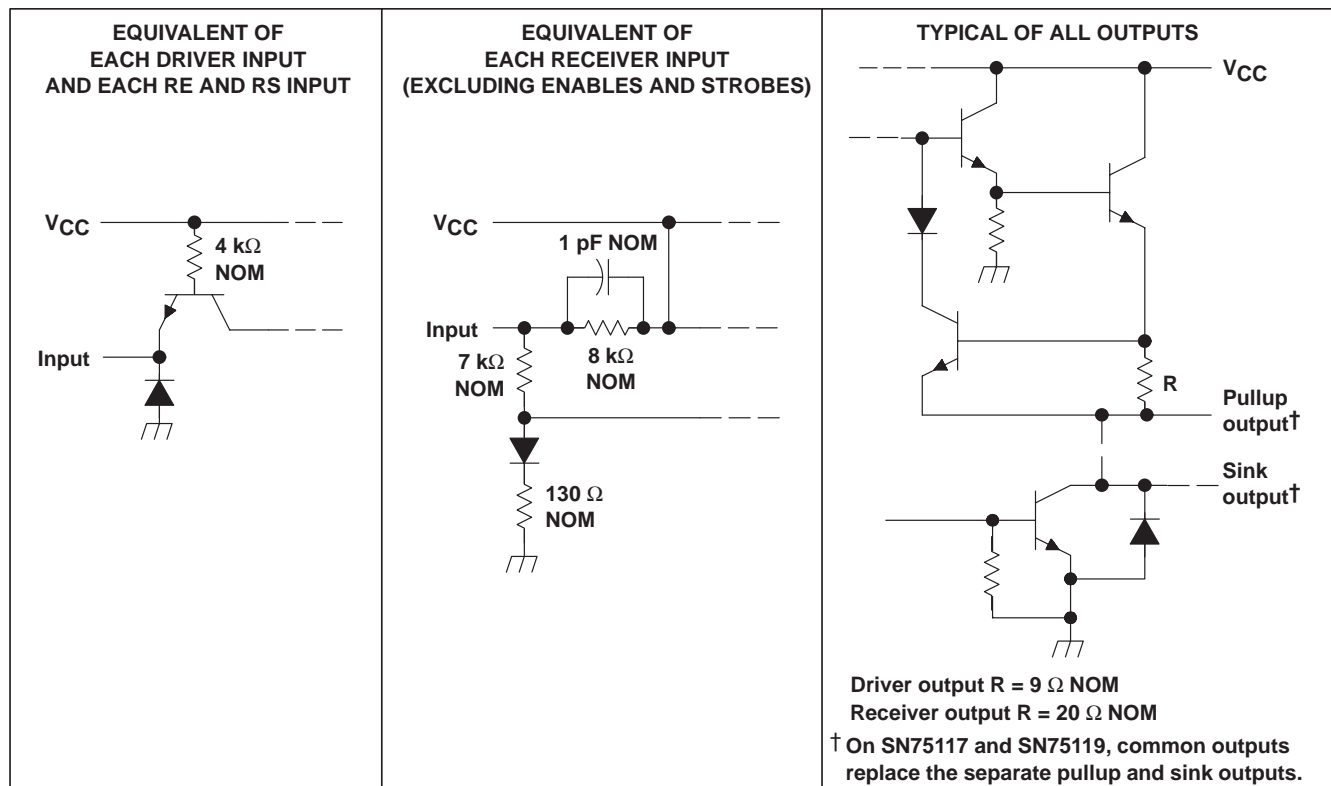 EQUIVALENT OF
EACH DRIVER INPUT
AND EACH RE AND RS INPUT
VCC
4 kΩ
NOM
Input
EQUIVALENT OF
EACH RECEIVER INPUT
(EXCLUDING ENABLES AND STROBES)
VCC
1 pF NOM
Input
7 kΩ
NOM
8 kΩ
NOM
130 Ω
NOM
TYPICAL OF ALL OUTPUTS
VCC
R
Pullup
output†
Sink
output†
Driver output R = 9 Ω NOM
Receiver output R = 20 Ω NOM
† On SN75117 and SN75119, common outputs
replace the separate pullup and sink outputs.